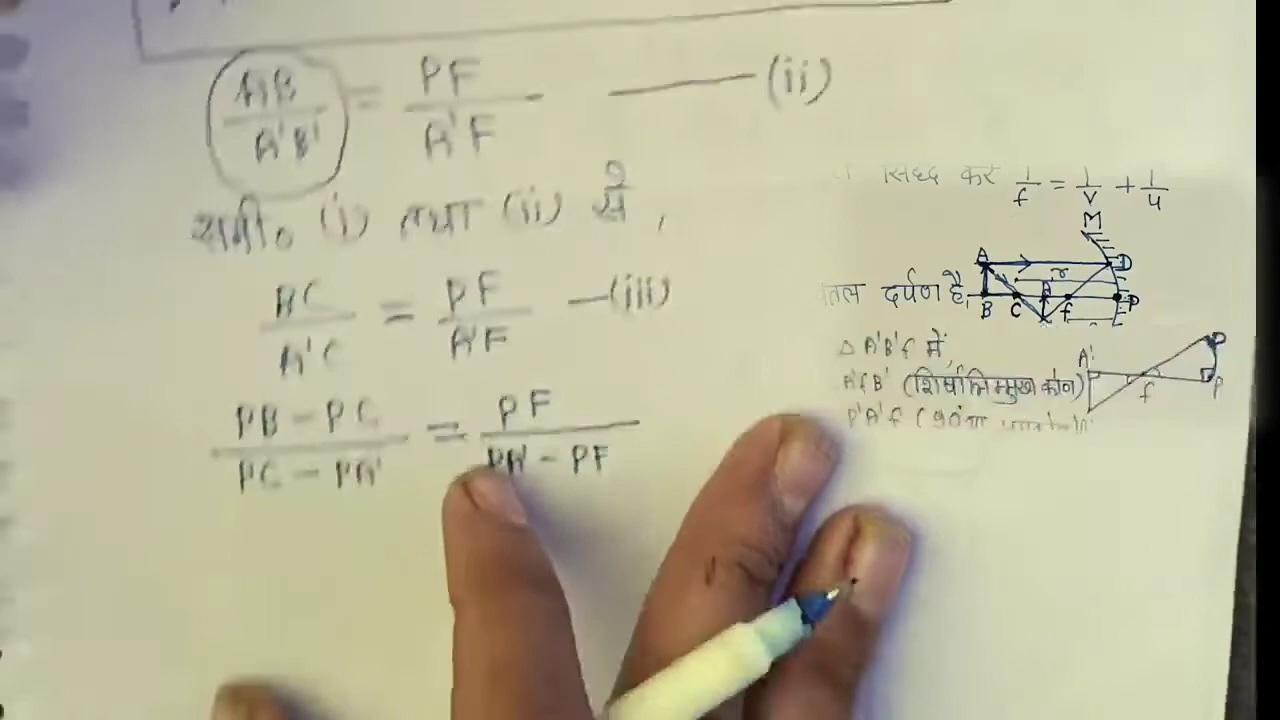 AB/A'B' = PF/A'F ——— (ii)
समी० (i) तथा (ii) से,
BC/A'C = PF/A'F —(iii)
PB - PC/PC - PA' = PF/PA' - PF
सिद्ध करें 1/f = 1/v + 1/u
M
A D
r
दर्पण है,
B C A' f P
Δ A'B'f में,
A' D
A'fB' (शिर्षाभिम्मुख कोण)
f P